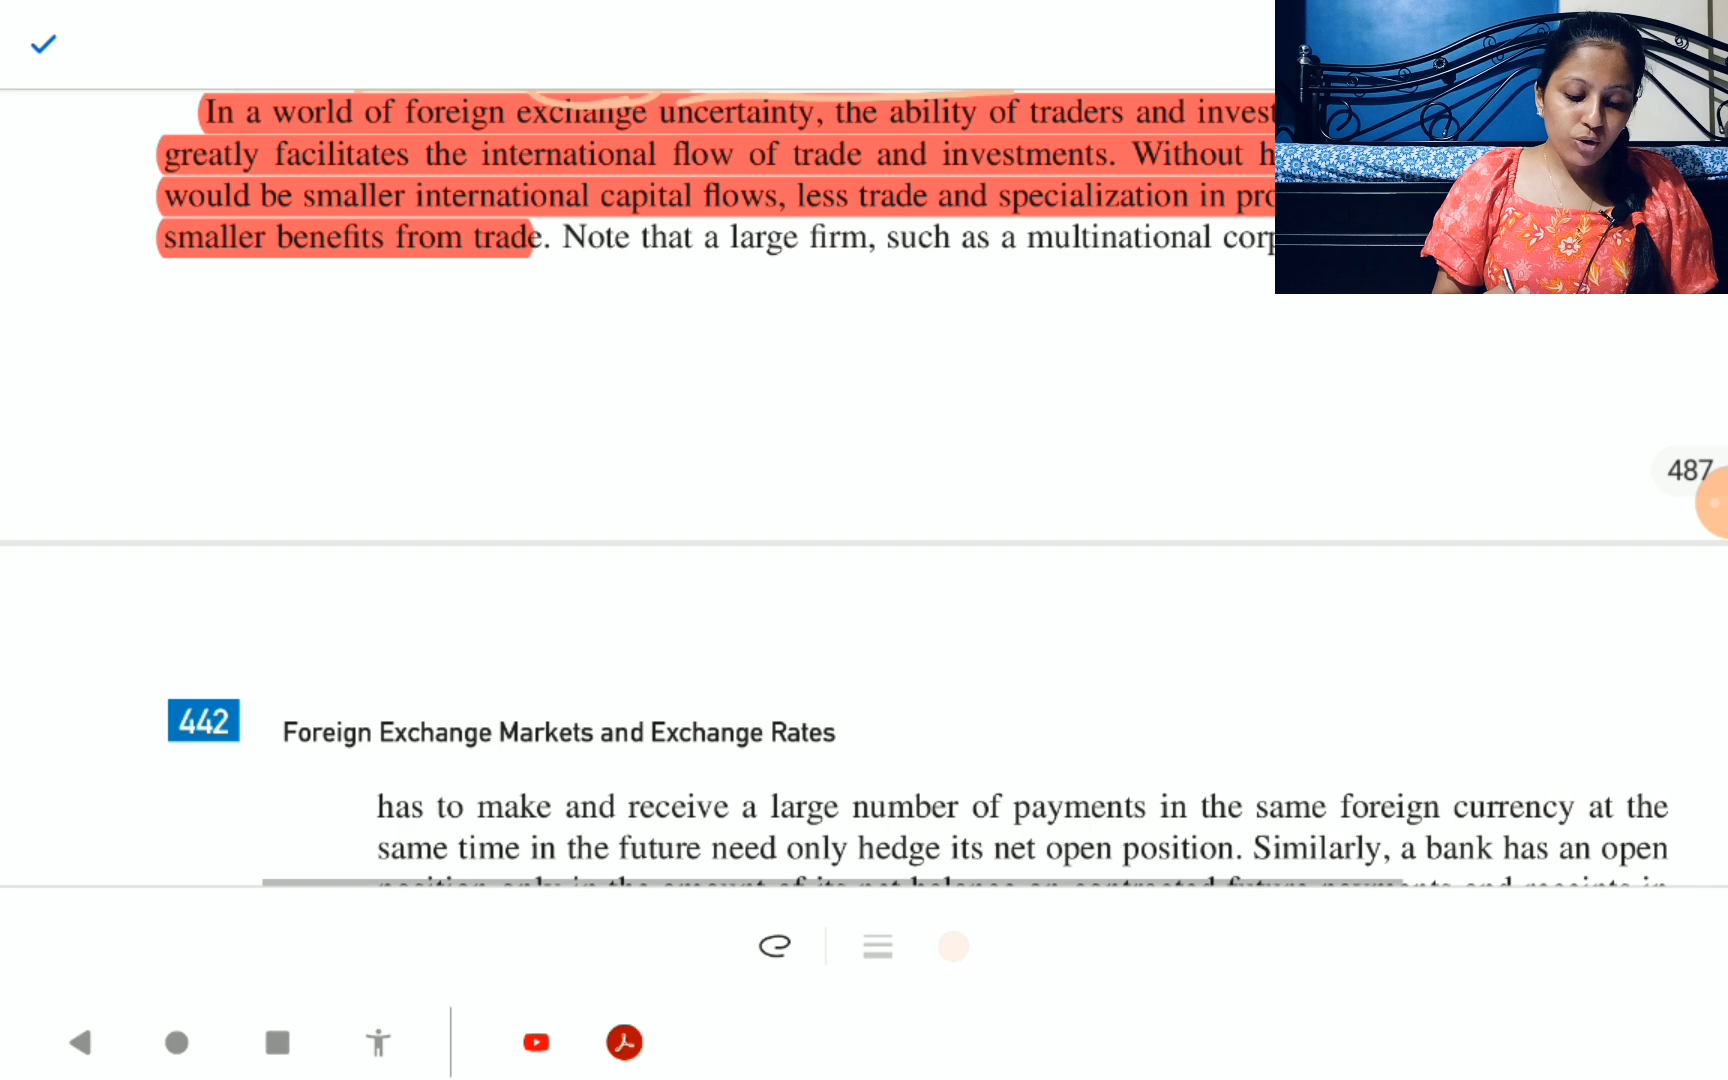 In a world of foreign exchange uncertainty, the ability of traders and
greatly facilitates the international flow of trade and investments. Without
would be smaller international capital flows, less trade and specialization in
smaller benefits from trade. Note that a large firm, such as a multinational
487
442
Foreign Exchange Markets and Exchange Rates
has to make and receive a large number of payments in the same foreign currency at the
same time in the future need only hedge its net open position. Similarly, a bank has an open